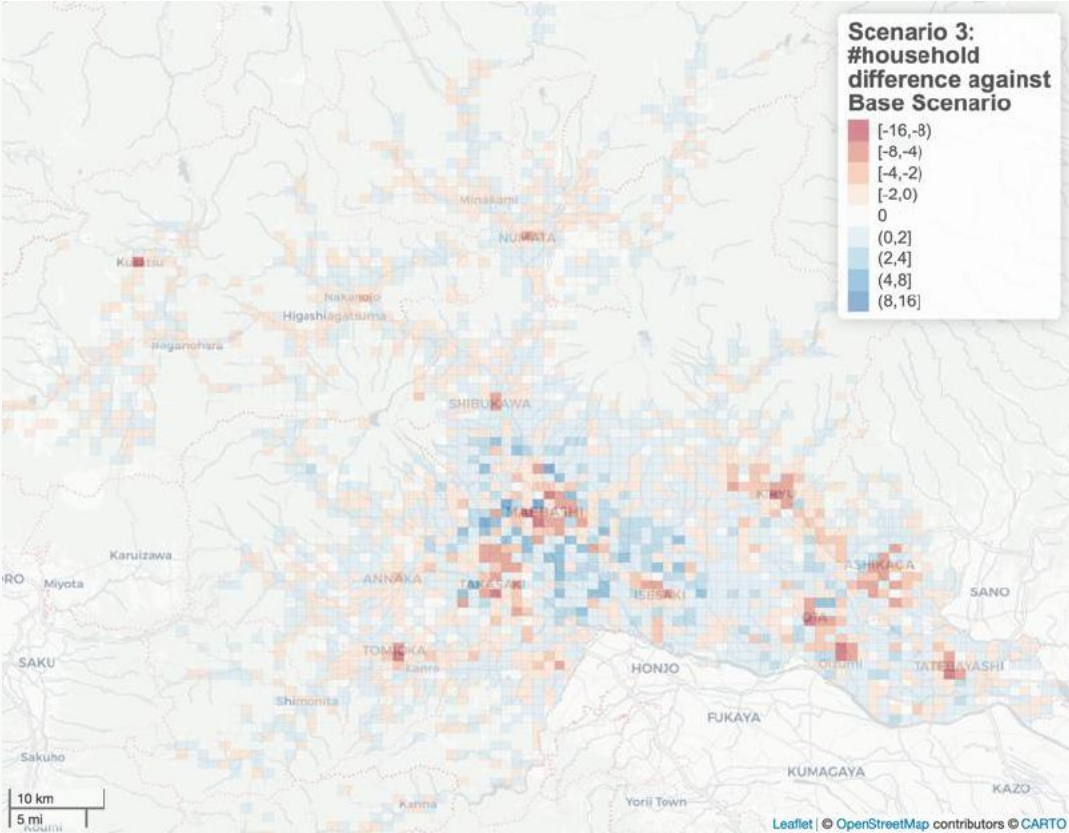 Scenario 3:
#household
difference against
Base Scenario
[-16,-8)
[-8,-4)
[-4,-2)
[-2,0)
0
(0,2]
(2,4]
(4,8]
(8,16]
Minakami
NUMATA
Kusatsu
Nakanojo
Higashiagatsuma
Naganohara
SHIBUKAWA
KIRYU
MAEBASHI
Karuizawa
ASHIKAGA
Miyota
ANNAKA
TAKASAKI
ISESAKI
SANO
OTA
TOMIOKA
Kanra
SAKU
HONJO
Oizumi
TATEBAYASHI
Shimonita
FUKAYA
Sakuho
KUMAGAYA
KAZO
10 km
Kanna
Yorii Town
5 mi
Koumi
Leaflet | © OpenStreetMap contributors © CARTO